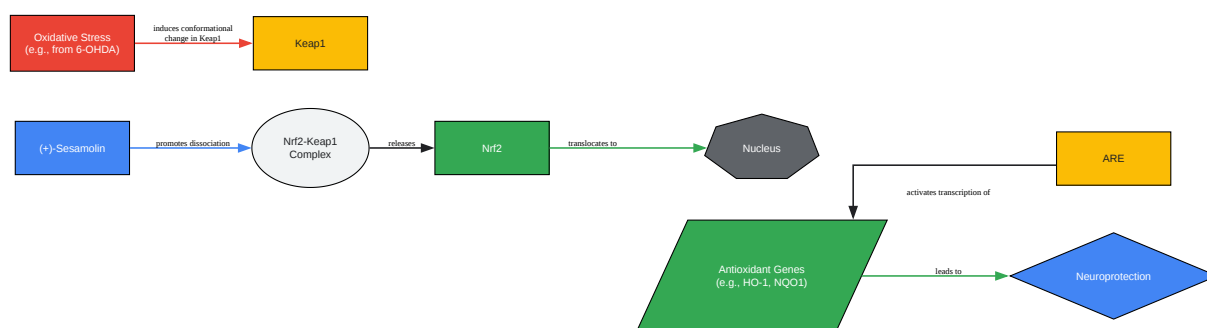 Oxidative Stress
(e.g., from 6-OHDA)
induces conformational
change in Keap1
Keap1
(+)-Sesamolin
promotes dissociation
Nrf2-Keap1
Complex
releases
Nrf2
translocates to
Nucleus
ARE
activates transcription of
Antioxidant Genes
(e.g., HO-1, NQO1)
leads to
Neuroprotection